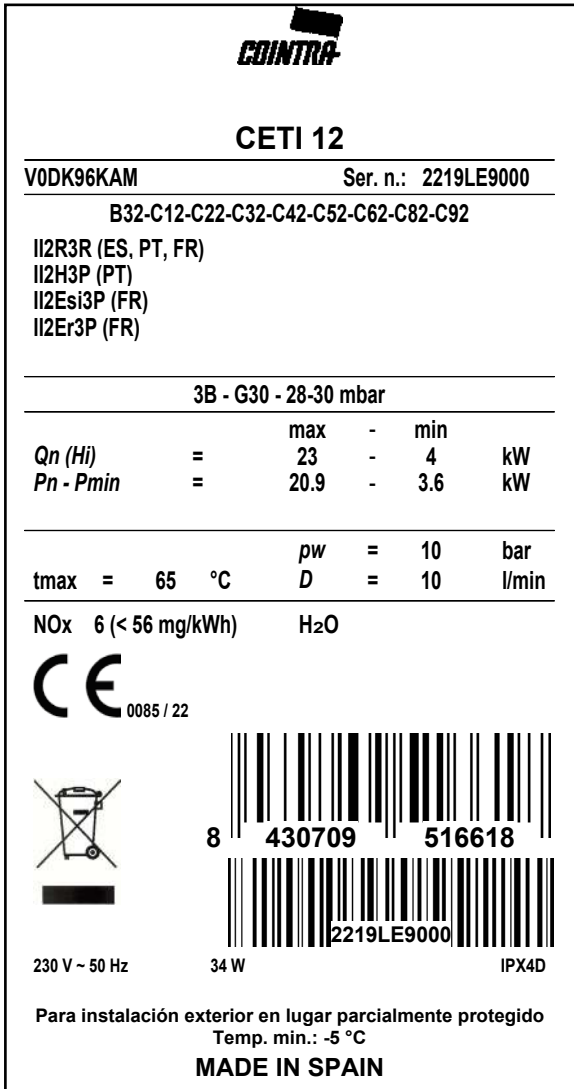 COINTRA
CETI 12
V0DK96KAM Ser. n.: 2219LE9000
B32-C12-C22-C32-C42-C52-C62-C82-C92
II2R3R (ES, PT, FR)
II2H3P (PT)
II2Esi3P (FR)
II2Er3P (FR)
3B - G30 - 28-30 mbar
max - min
Qn (Hi) = 23 - 4 kW
Pn - Pmin = 20.9 - 3.6 kW
pw = 10 bar
tmax = 65 °C D = 10 l/min
NOx 6 (< 56 mg/kWh) H2O
CE 0085 / 22
8 430709 516618
2219LE9000
230 V ~ 50 Hz 34 W IPX4D
Para instalación exterior en lugar parcialmente protegido
Temp. min.: -5 °C
MADE IN SPAIN